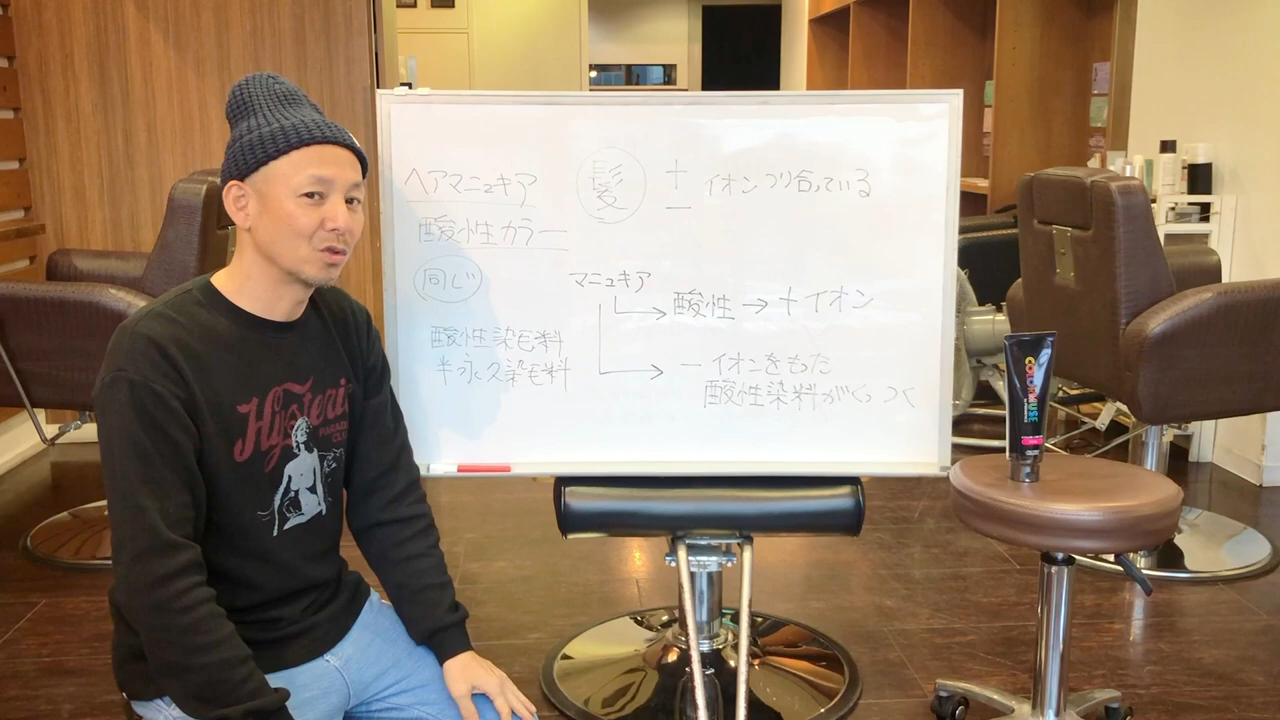 ヘアマニュキア
酸性カラー
同じ
酸性染毛料
半永久染毛料
髪
+
−
イオンつり合っている
マニュキア
→酸性→+イオン
→−イオンをもった
酸性染料がくっつく
Hysteric
PARADISE
CLUB
COLORMUSE